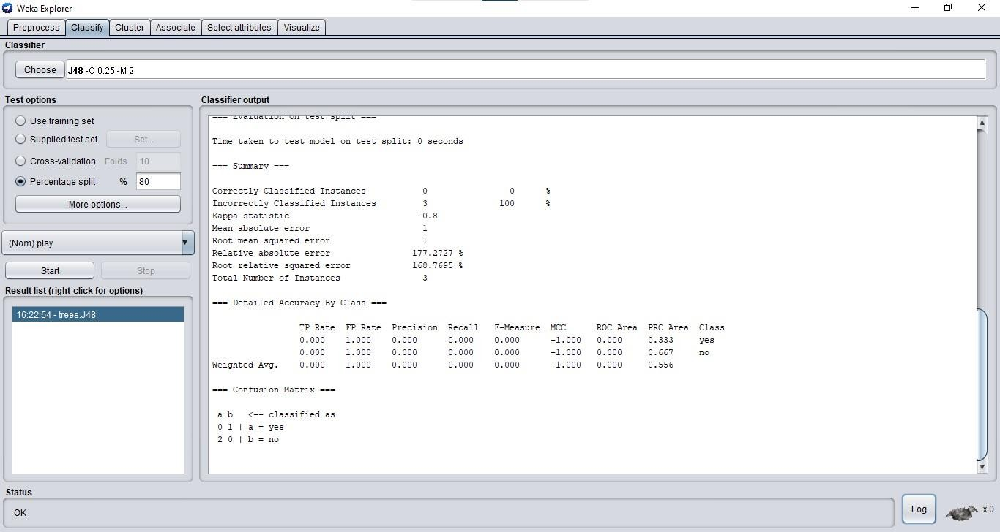 Weka Explorer
Preprocess Classify Cluster Associate Select attributes Visualize
Classifier
Choose J48 -C 0.25 -M 2
Test options
Use training set
Supplied test set Set...
Cross-validation Folds 10
Percentage split % 80
More options...
(Nom) play
Start Stop
Result list (right-click for options)
16:22:54 - trees.J48
Classifier output
=== Evaluation on test split ===
Time taken to test model on test split: 0 seconds
=== Summary ===
Correctly Classified Instances 0 0 %
Incorrectly Classified Instances 3 100 %
Kappa statistic -0.8
Mean absolute error 1
Root mean squared error 1
Relative absolute error 177.2727 %
Root relative squared error 168.7695 %
Total Number of Instances 3
=== Detailed Accuracy By Class ===
TP Rate FP Rate Precision Recall F-Measure MCC ROC Area PRC Area Class
0.000 1.000 0.000 0.000 0.000 -1.000 0.000 0.333 yes
0.000 1.000 0.000 0.000 0.000 -1.000 0.000 0.667 no
Weighted Avg. 0.000 1.000 0.000 0.000 0.000 -1.000 0.000 0.556
=== Confusion Matrix ===
a b <-- classified as
0 1 | a = yes
2 0 | b = no
Status
OK
Log x 0